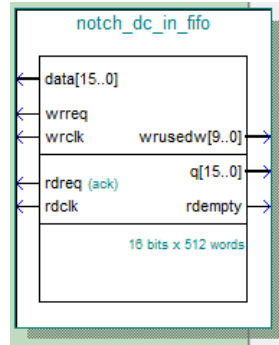 notch_dc_in_fifo
data[15..0]
wrreq
wrclk wrusedw[9..0]
q[15..0]
rdreq (ack)
rdclk rdempty
16 bits x 512 words